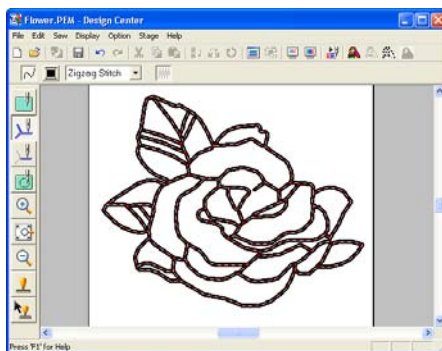 Flower.PEM - Design Center
File Edit Sew Display Option Stage Help
Zigzag Stitch
Press 'F1' for Help